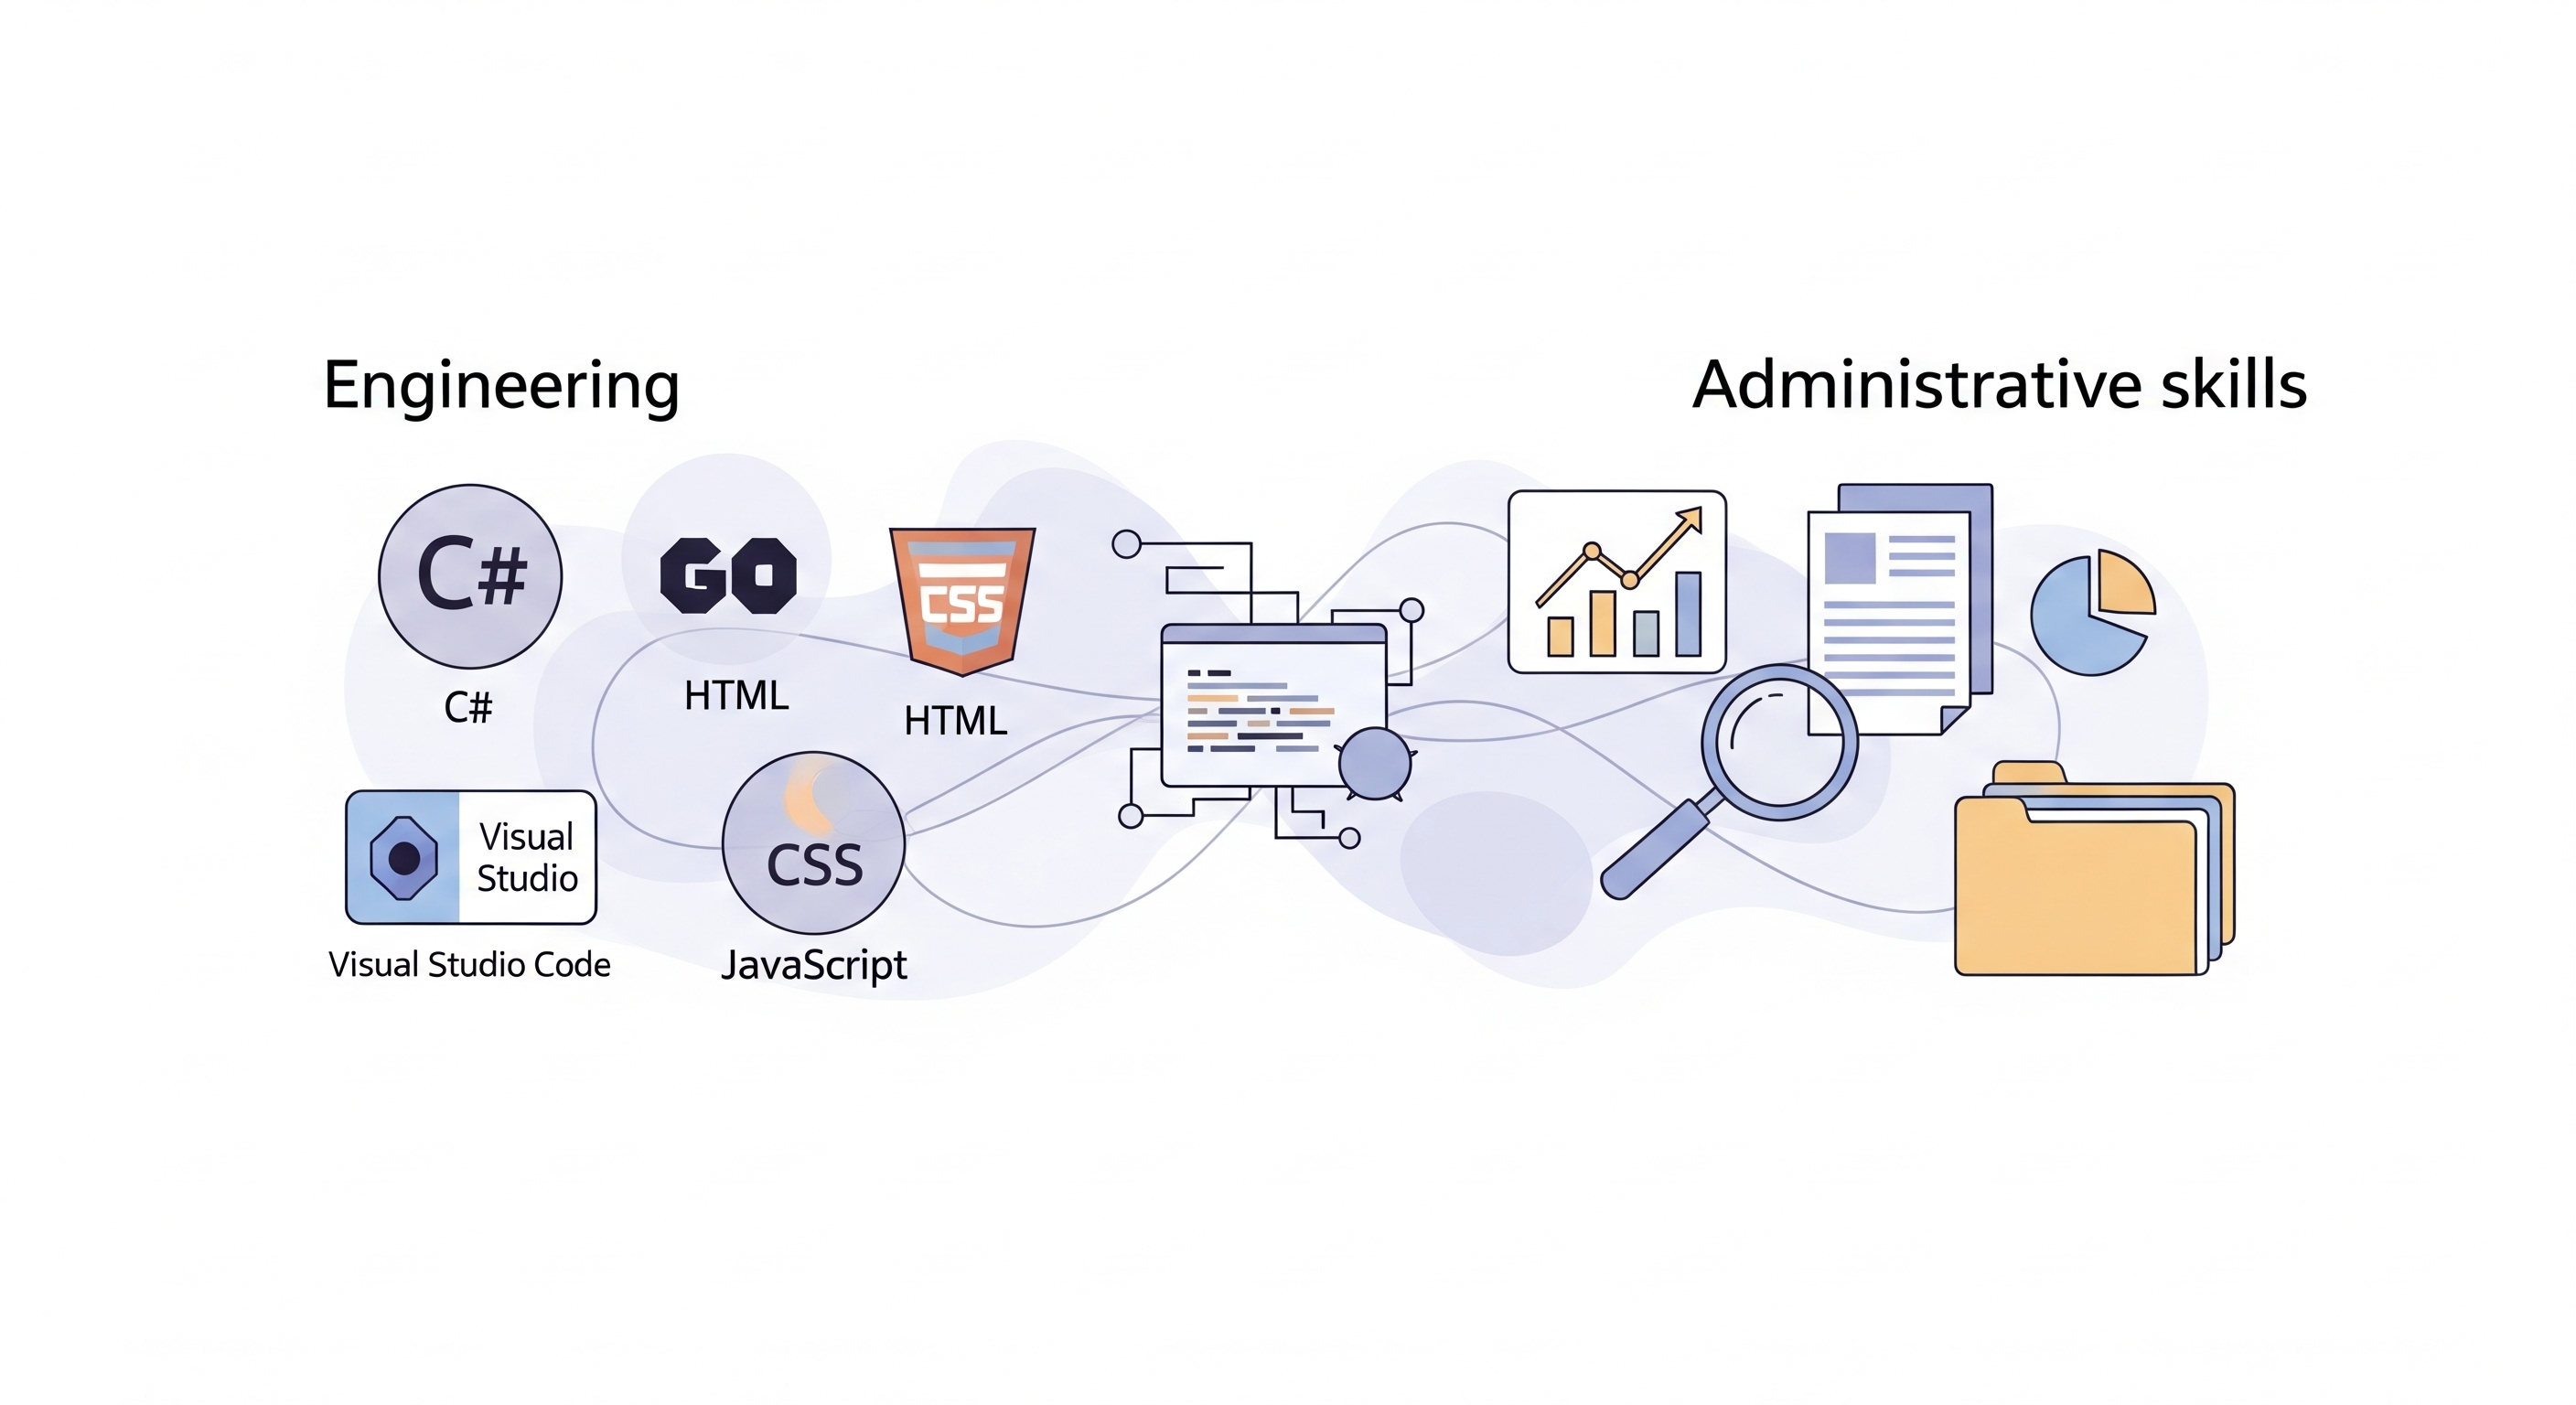 Engineering
Administrative skills
C#
GO
CSS
C#
HTML
HTML
Visual
Studio
CSS
Visual Studio Code
JavaScript